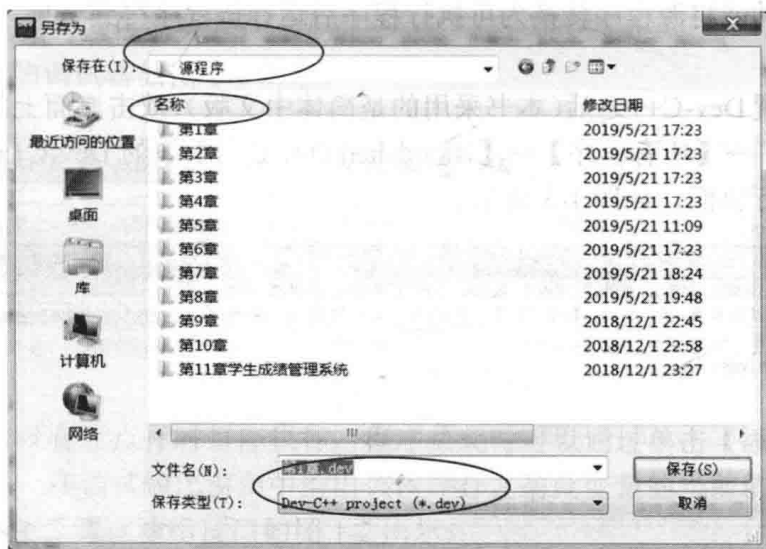 另存为
保存在(I):
源程序
名称
修改日期
第1章
2019/5/21 17:23
第2章
2019/5/21 17:23
第3章
2019/5/21 17:23
第4章
2019/5/21 17:23
第5章
2019/5/21 11:09
第6章
2019/5/21 17:23
第7章
2019/5/21 18:24
第8章
2019/5/21 19:48
第9章
2018/12/1 22:45
第10章
2018/12/1 22:58
第11章学生成绩管理系统
2018/12/1 23:27
最近访问的位置
桌面
库
计算机
网络
文件名(N):
第1章.dev
保存(S)
保存类型(T):
Dev-C++ project (*.dev)
取消